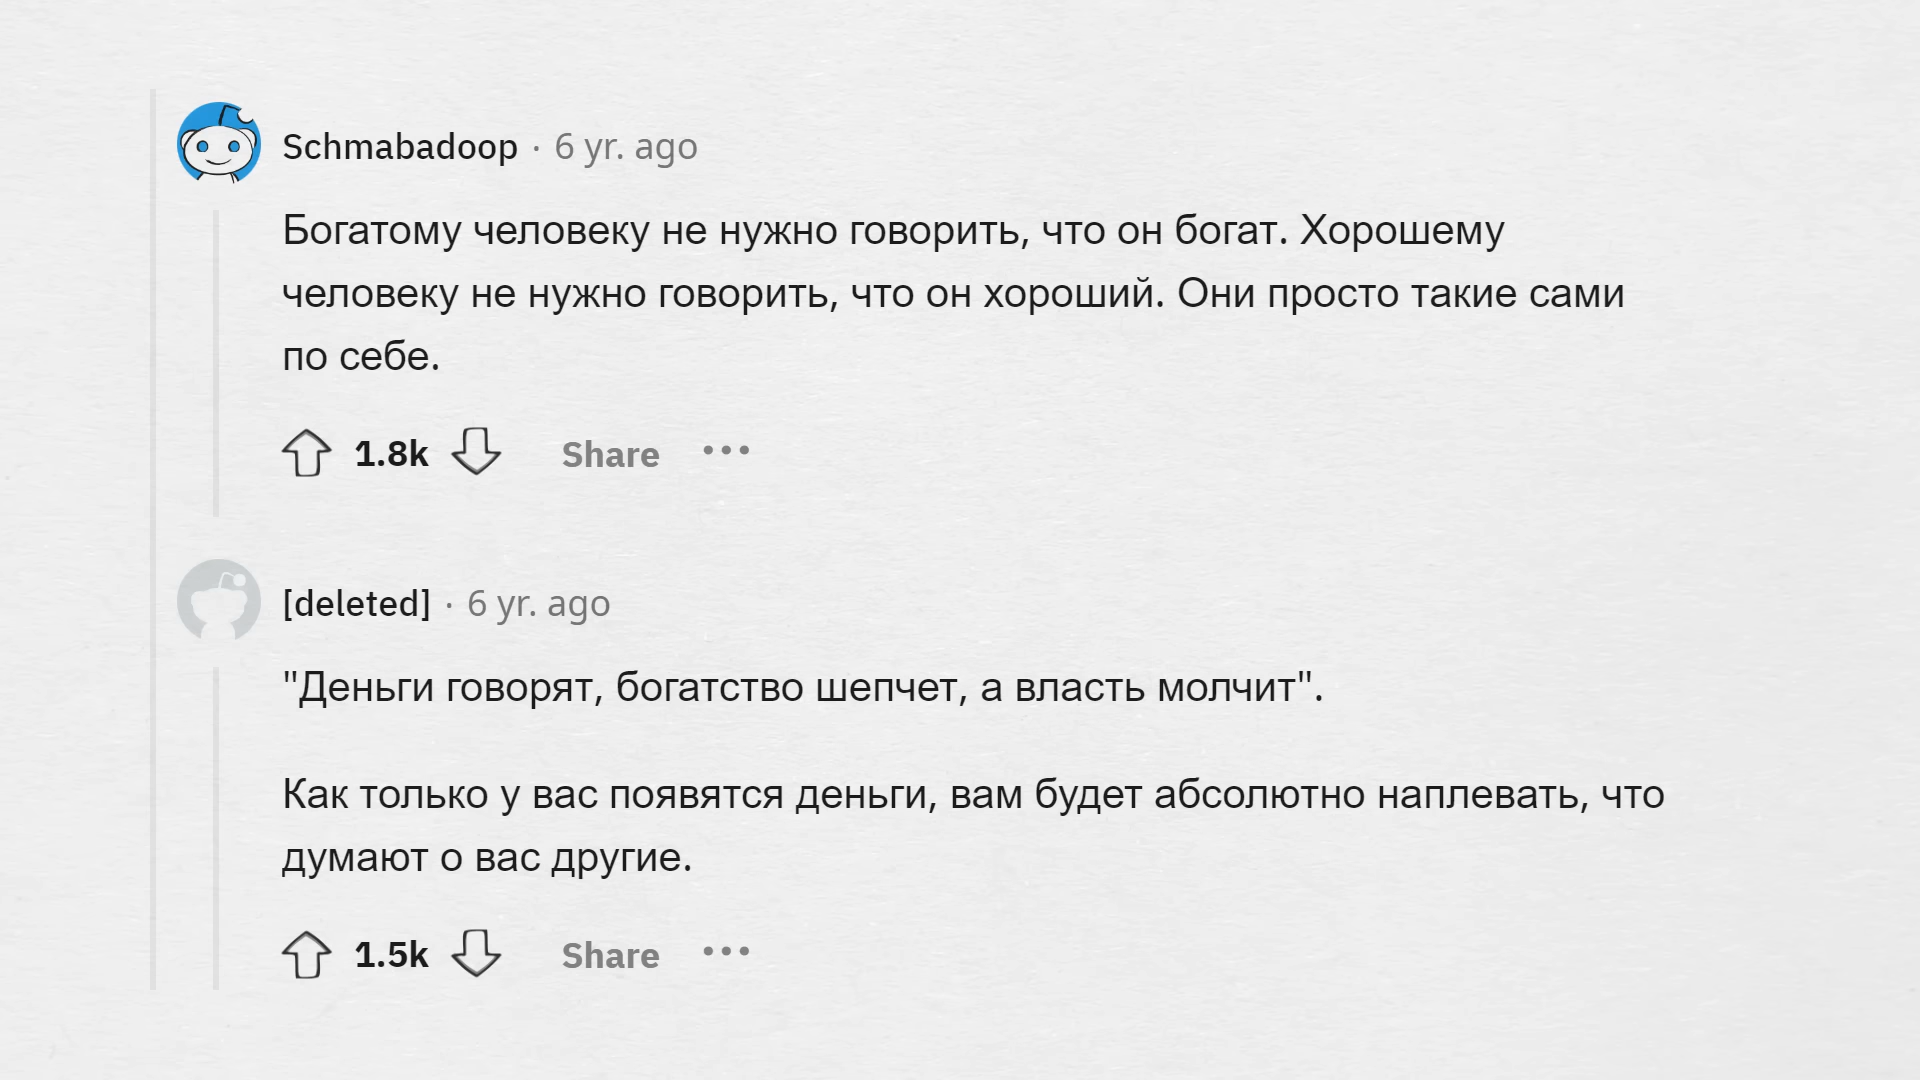 Schmabadoop · 6 yr. ago
Богатому человеку не нужно говорить, что он богат. Хорошему
человеку не нужно говорить, что он хороший. Они просто такие сами
по себе.
1.8k Share •••
[deleted] · 6 yr. ago
"Деньги говорят, богатство шепчет, а власть молчит".
Как только у вас появятся деньги, вам будет абсолютно наплевать, что
думают о вас другие.
1.5k Share •••